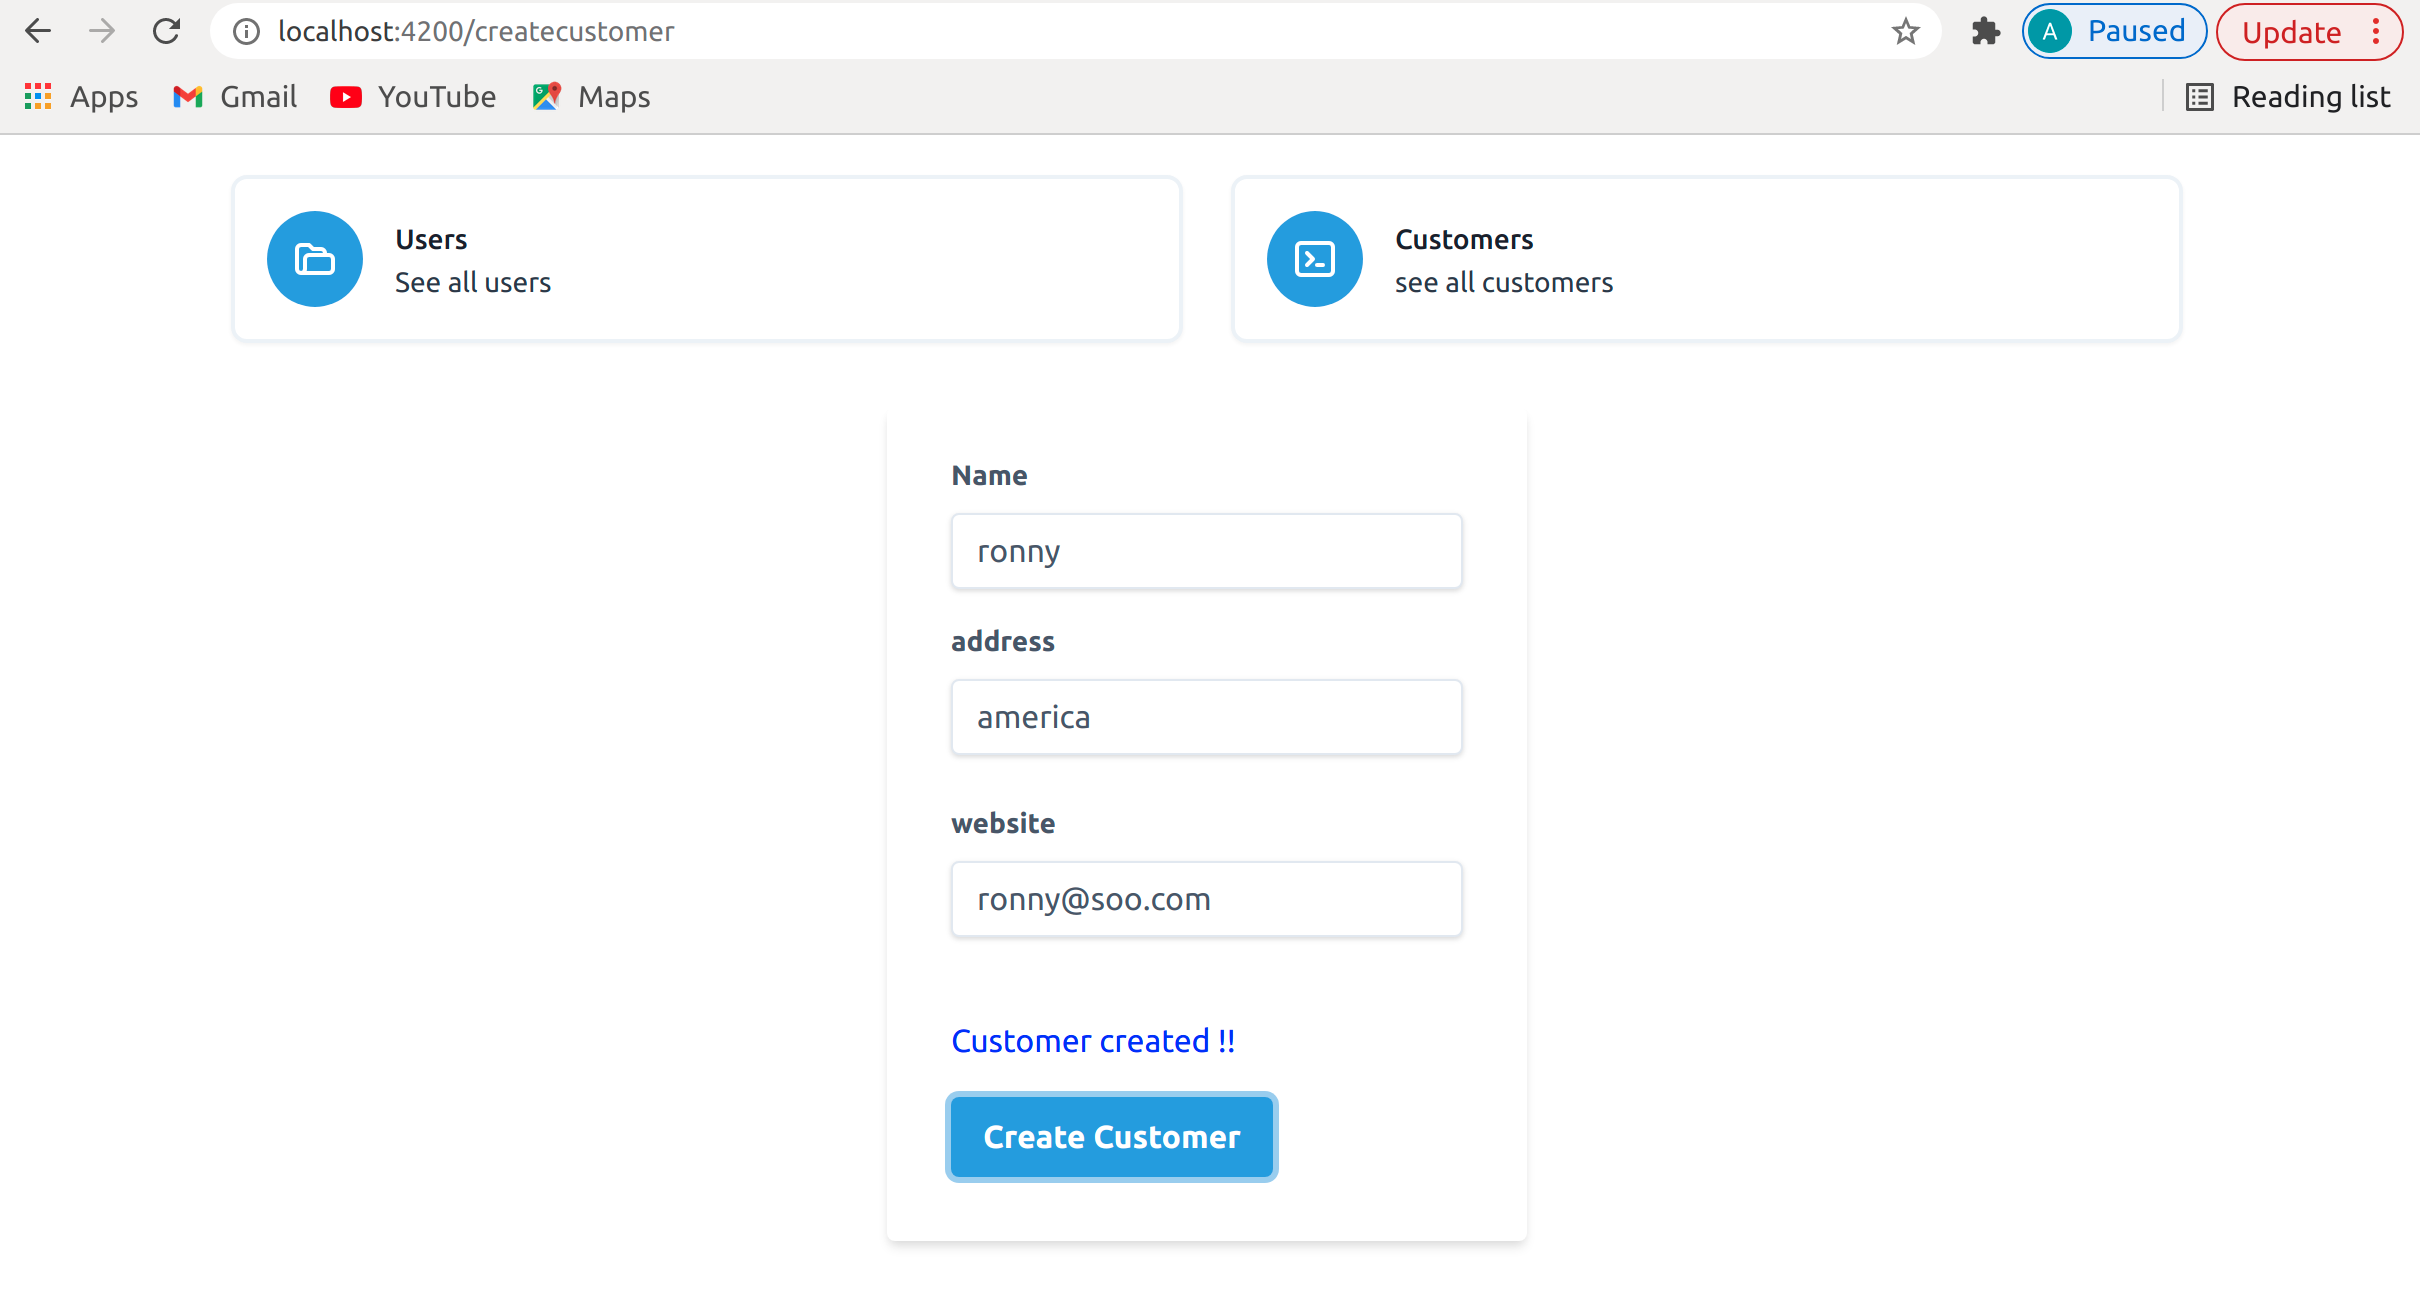 localhost:4200/createcustomer
A Paused Update
Apps Gmail YouTube Maps Reading list
Users
See all users
Customers
see all customers
Name
ronny
address
america
website
ronny@soo.com
Customer created !!
Create Customer